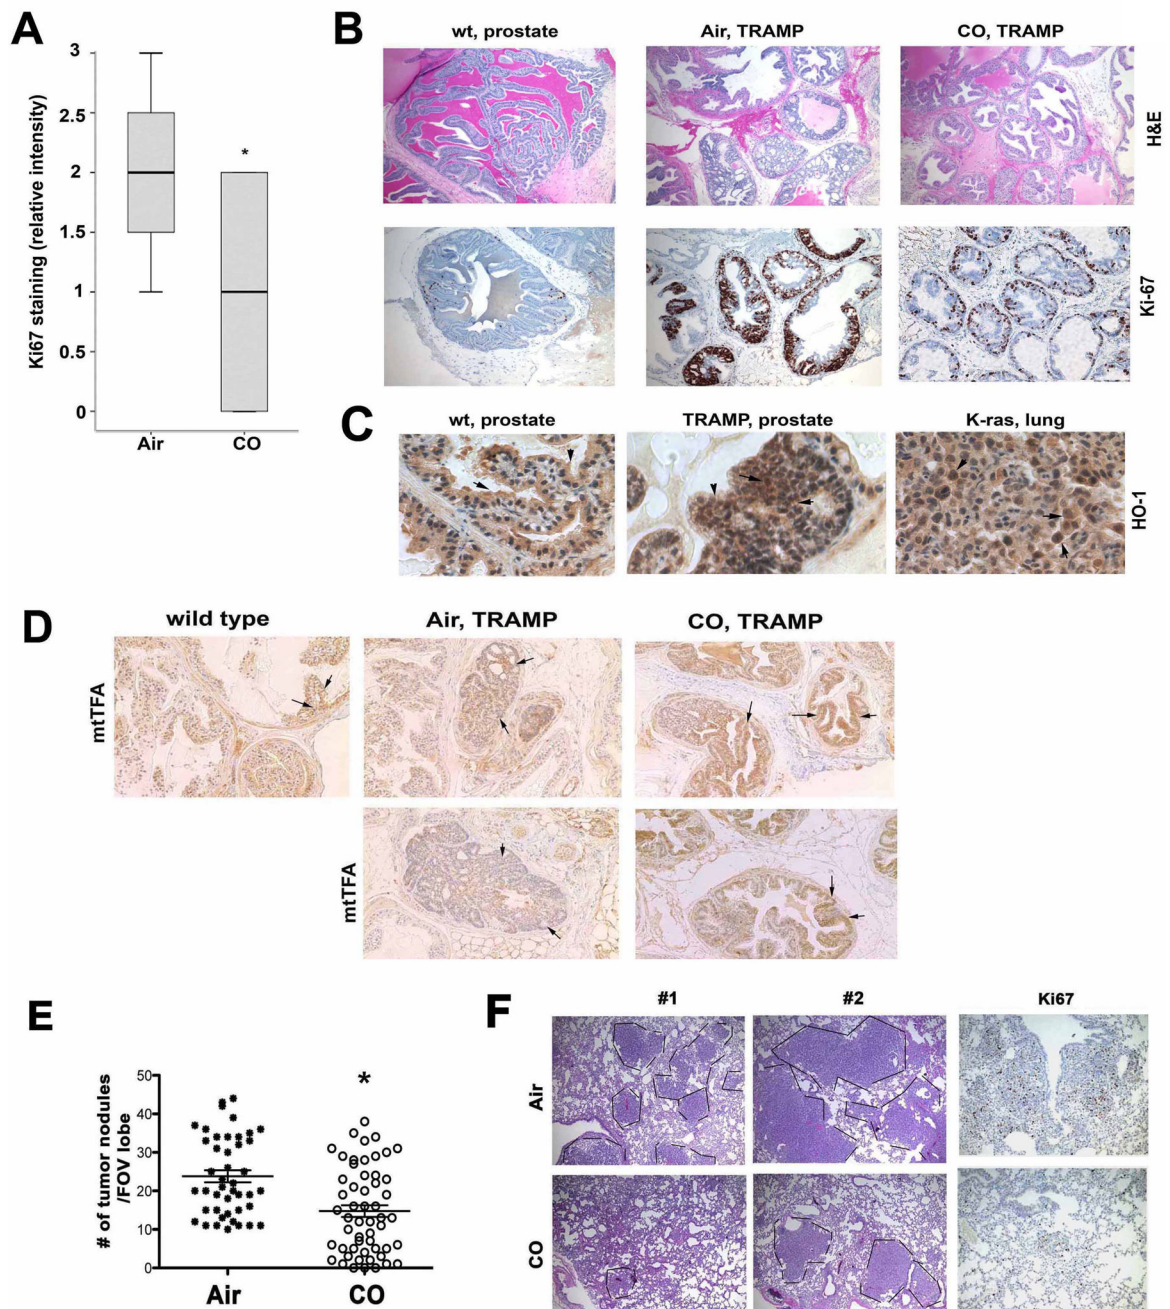 A
Ki67 staining (relative intensity)
3
2.5
2
1.5
1
0.5
0
*
Air
CO
B
wt, prostate
Air, TRAMP
CO, TRAMP
H&E
Ki-67
C
wt, prostate
TRAMP, prostate
K-ras, lung
HO-1
D
wild type
Air, TRAMP
CO, TRAMP
mtTFA
mtTFA
E
# of tumor nodules
/FOV lobe
50
40
30
20
10
0
*
Air
CO
F
#1
#2
Ki67
Air
CO